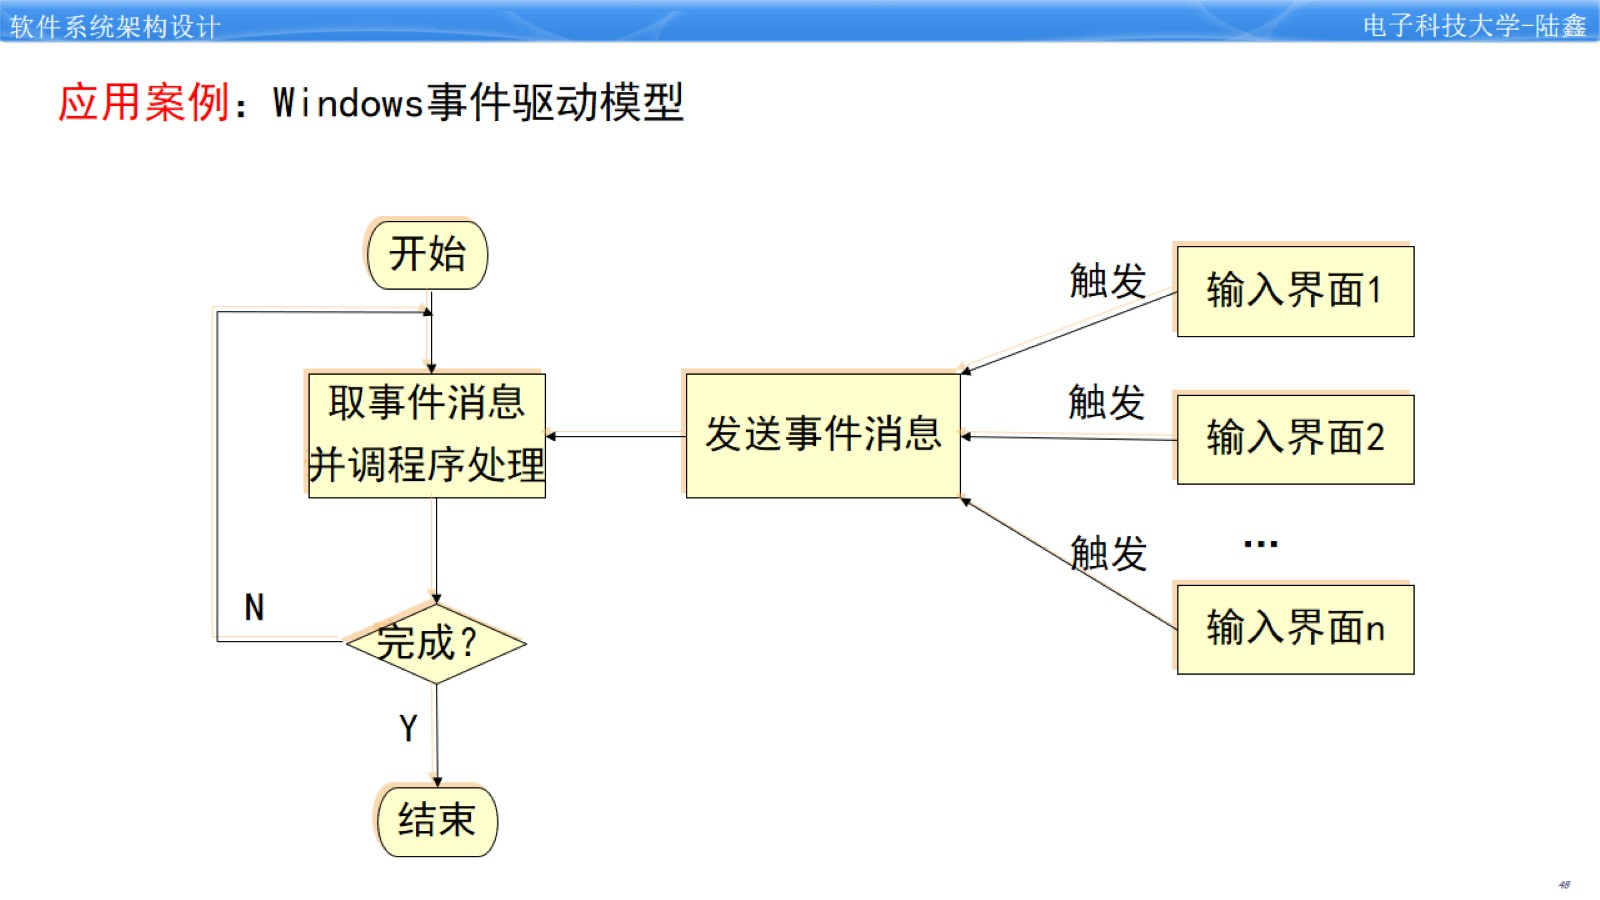 软件系统架构设计
电子科技大学-陆鑫
应用案例：Windows事件驱动模型
开始
取事件消息
并调程序处理
完成？
N
Y
结束
发送事件消息
触发
触发
触发
输入界面1
输入界面2
…
输入界面n
48